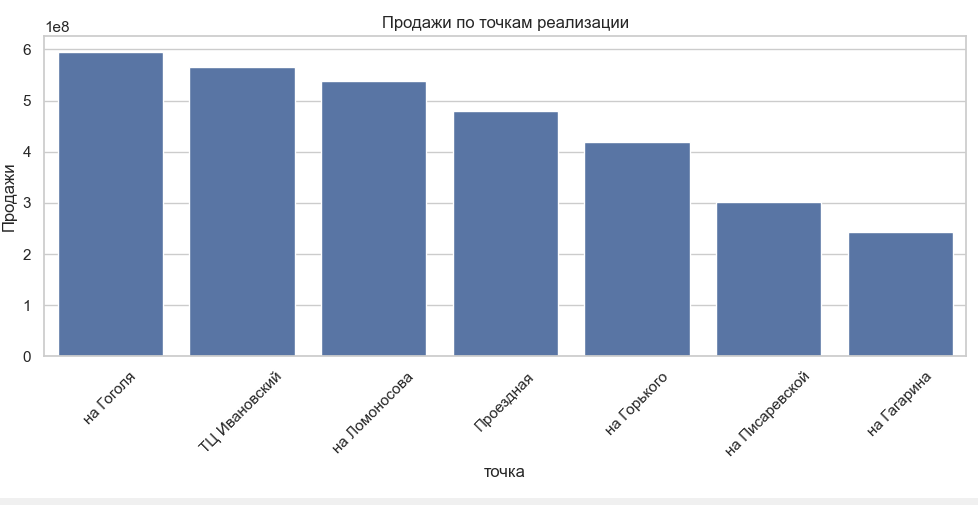 Продажи по точкам реализации
1e8
6
5
4
3
2
1
0
Продажи
на Гоголя
ТЦ Ивановский
на Ломоносова
Проездная
на Горького
на Писаревской
на Гагарина
точка